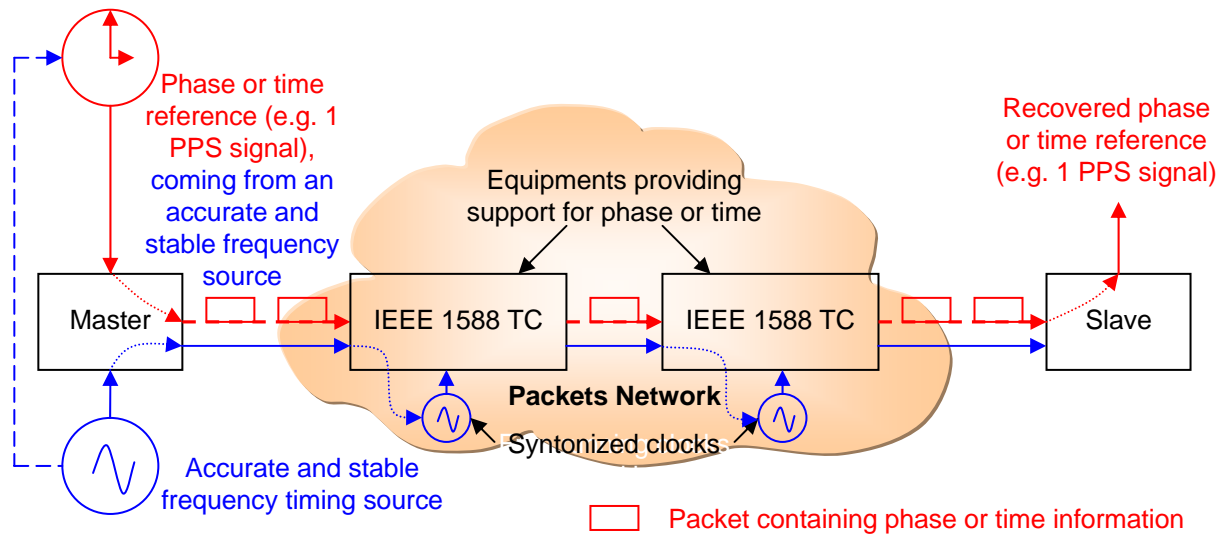 Phase or time
reference (e.g. 1
PPS signal),
coming from an
accurate and
stable frequency
source
Recovered phase
or time reference
(e.g. 1 PPS signal)
Equipments providing
support for phase or time
Master
IEEE 1588 TC
IEEE 1588 TC
Slave
Packets Network
Syntonized clocks
Accurate and stable
frequency timing source
Packet containing phase or time information